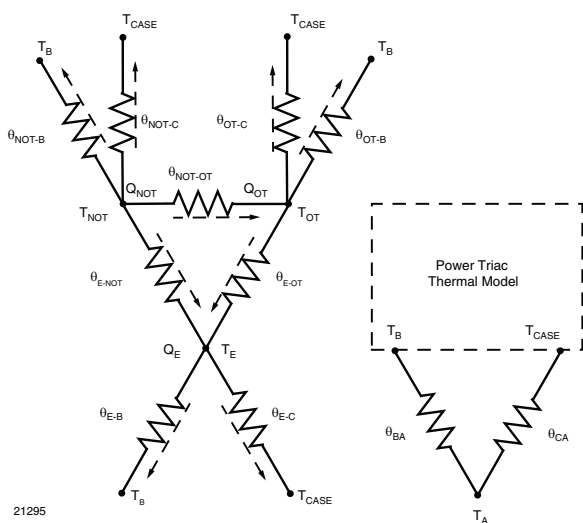 T_CASE
T_CASE
T_B
T_B
θ_NOT-B
θ_NOT-C
θ_OT-C
θ_OT-B
θ_NOT-OT
Q_NOT
Q_OT
T_NOT
T_OT
θ_E-NOT
θ_E-OT
Q_E
T_E
θ_E-B
θ_E-C
T_B
T_CASE
Power Triac
Thermal Model
T_B
T_CASE
θ_BA
θ_CA
T_A
21295